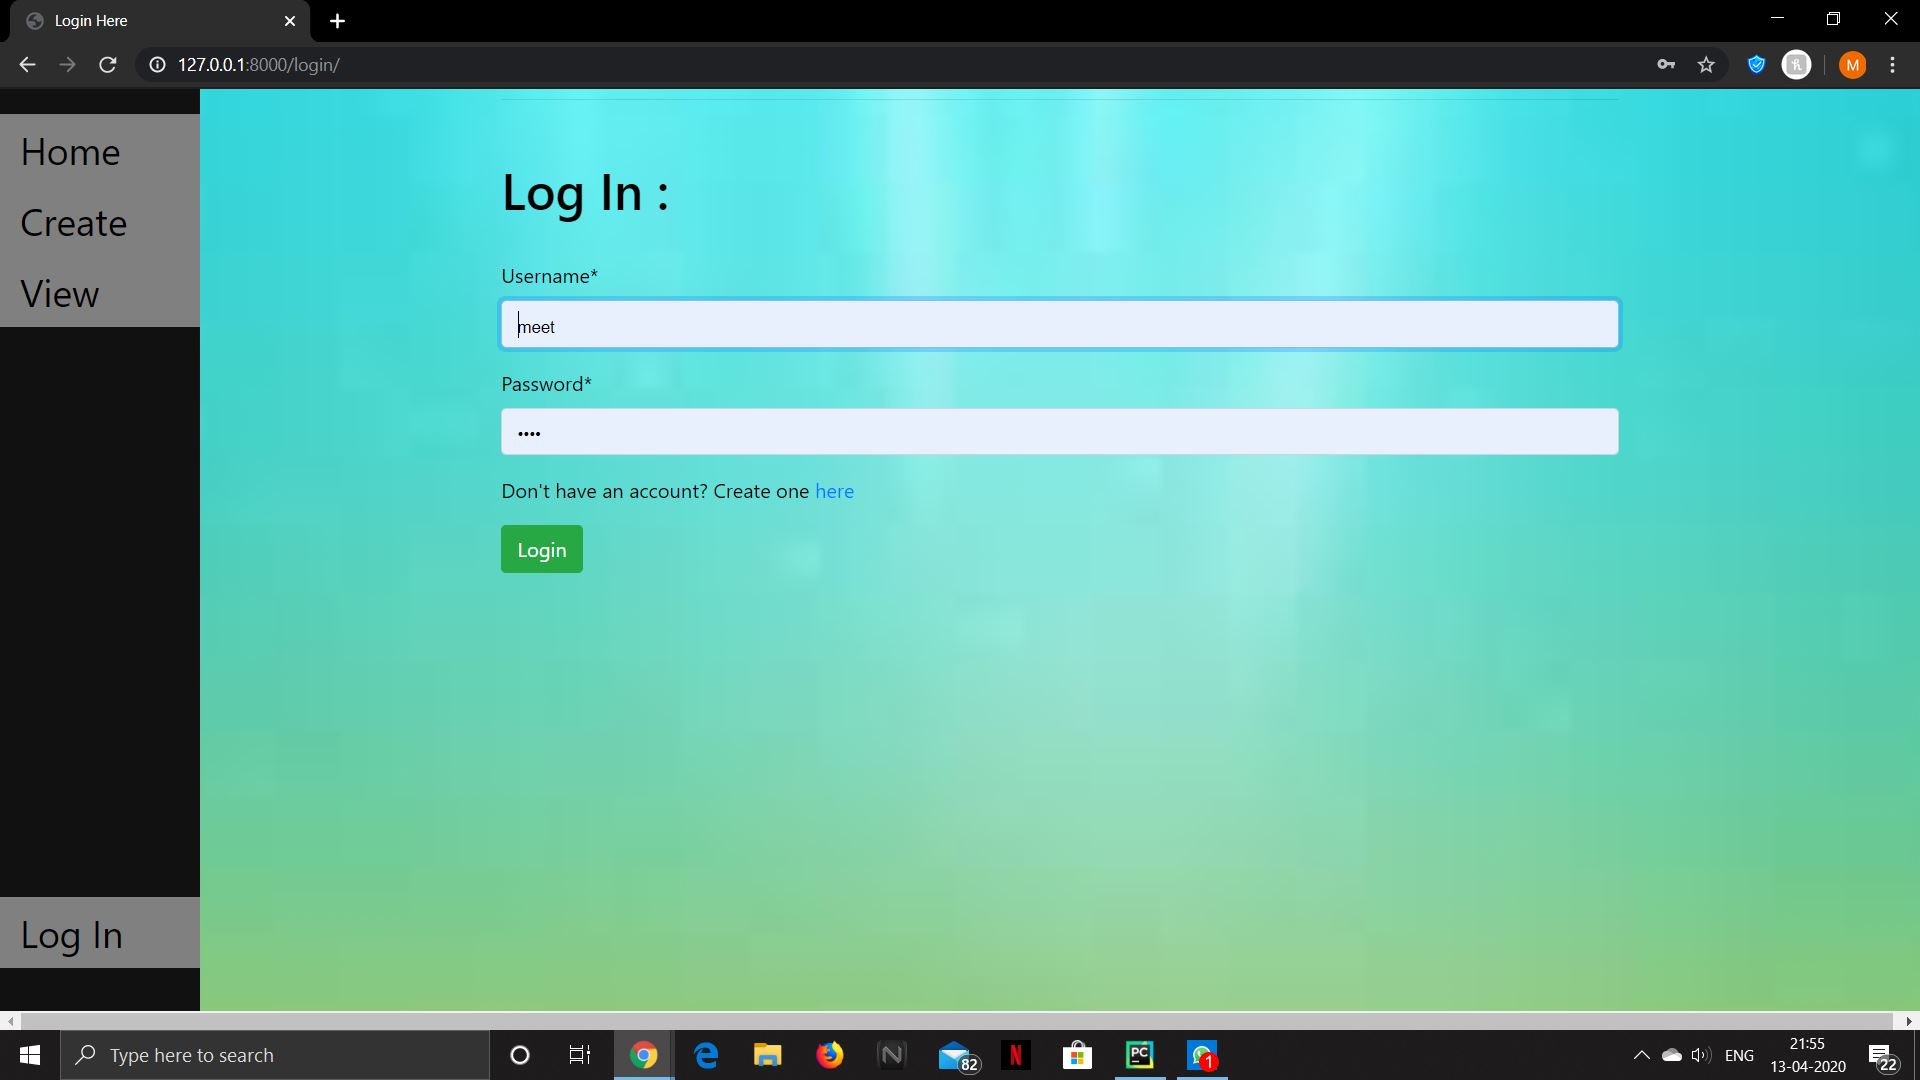 Login Here
127.0.0.1:8000/login/
M
Home
Create
View
Log In :
Username*
meet
Password*
Don't have an account? Create one here
Login
Log In
Type here to search
82
N
PC
1
ENG
21:55
13-04-2020
22